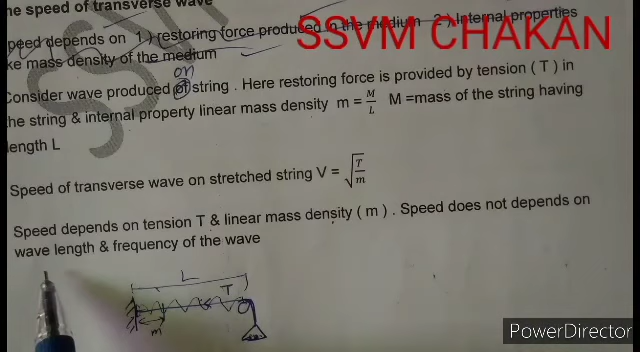 he speed of transverse wave
peed depends on 1 ) restoring force produced in the medium 2 ) Internal properties
ke mass density of the medium
SSVM CHAKAN
on
Consider wave produced of string . Here restoring force is provided by tension ( T ) in
he string & internal property linear mass density m = M/L M =mass of the string having
length L
Speed of transverse wave on stretched string V = √T/m
Speed depends on tension T & linear mass density ( m ) . Speed does not depends on
wave length & frequency of the wave
L
T
m
PowerDirector